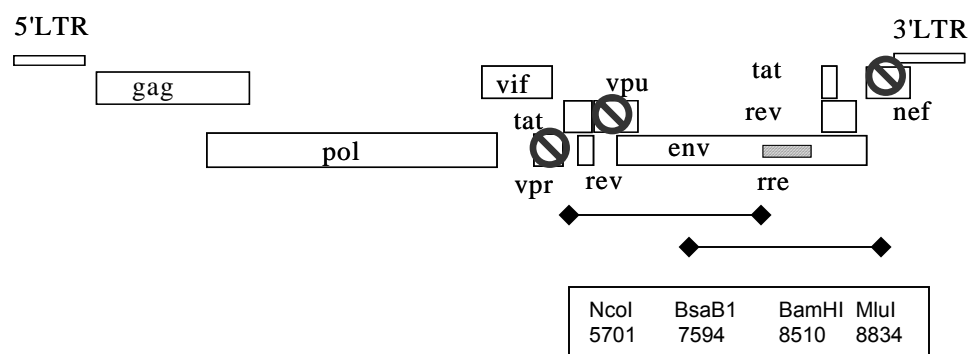 5'LTR
3'LTR
gag
vif
vpu
tat
nef
tat
rev
pol
env
vpr
rev
rre
NcoI BsaB1 BamHI MluI
5701 7594 8510 8834